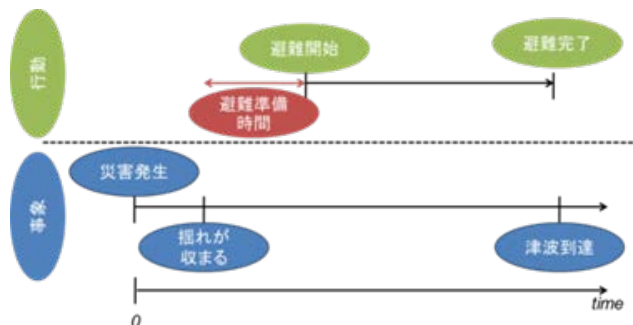 行動
避難開始
避難完了
避難準備
時間
事象
災害発生
揺れが
収まる
津波到達
time
0